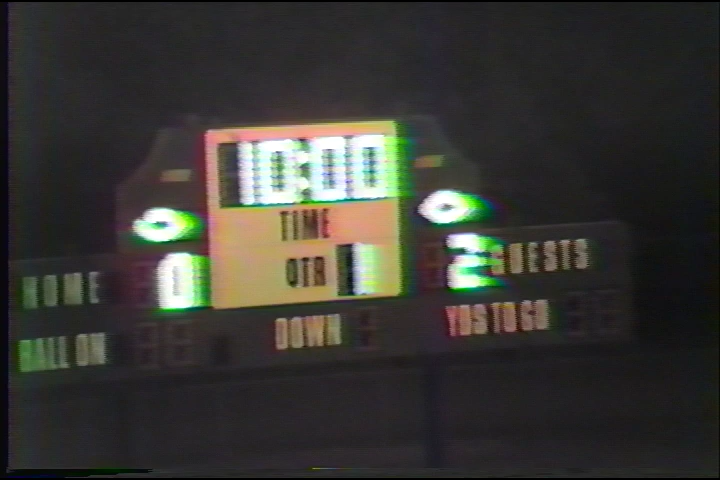 10:00
TIME
HOME 0 QTR 1 2 GUESTS
BALL ON DOWN YDS TO GO